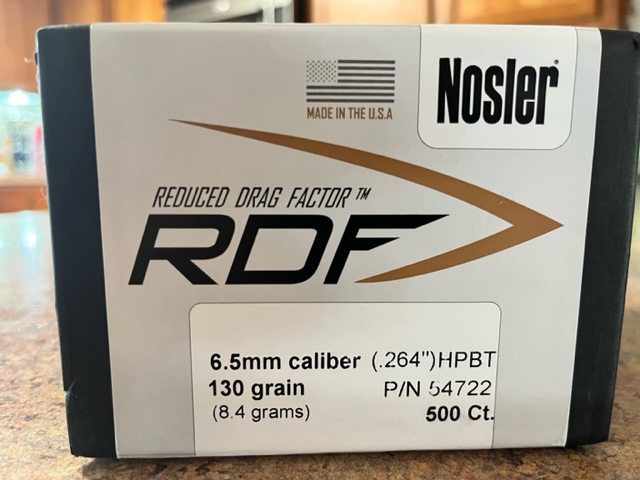 Nosler®
MADE IN THE U.S.A
REDUCED DRAG FACTOR™
RDF
6.5mm caliber (.264")HPBT
130 grain P/N 54722
(8.4 grams) 500 Ct.